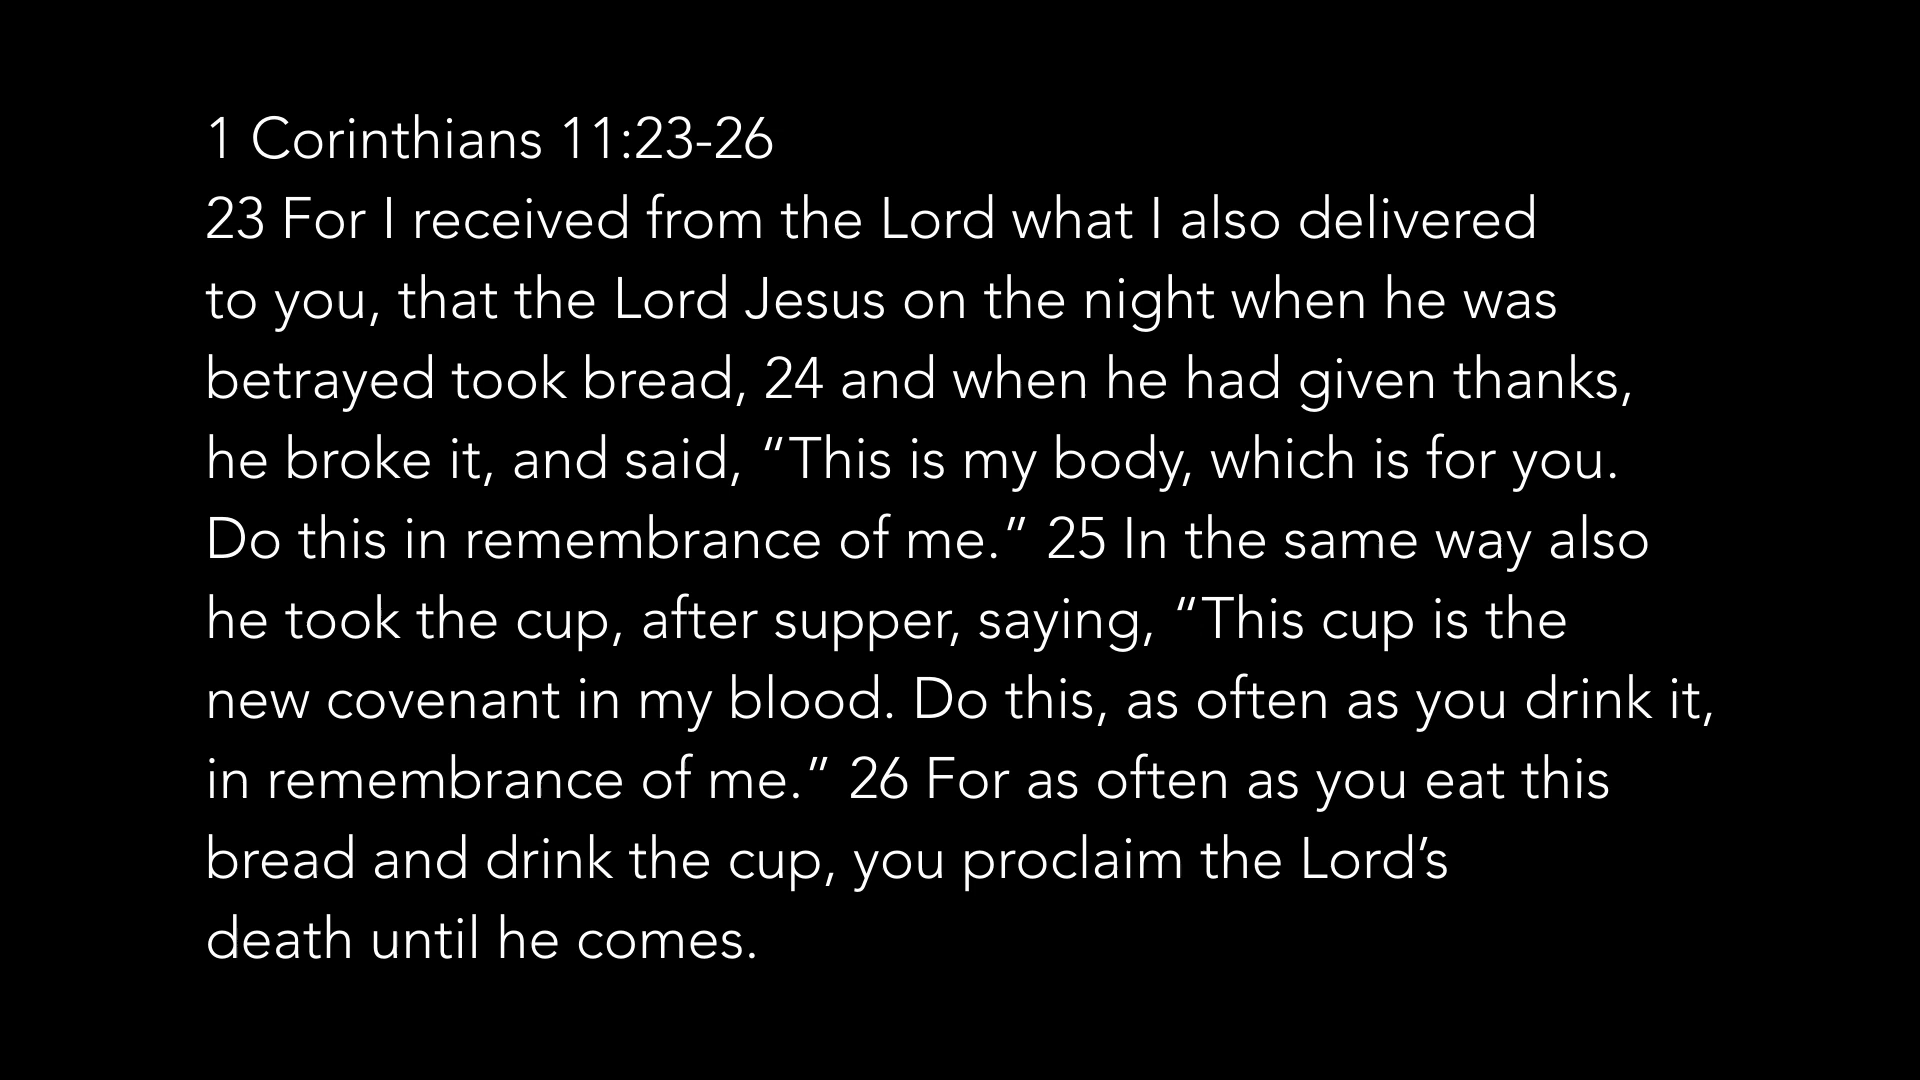 1 Corinthians 11:23-26
23 For I received from the Lord what I also delivered
to you, that the Lord Jesus on the night when he was
betrayed took bread, 24 and when he had given thanks,
he broke it, and said, “This is my body, which is for you.
Do this in remembrance of me.” 25 In the same way also
he took the cup, after supper, saying, “This cup is the
new covenant in my blood. Do this, as often as you drink it,
in remembrance of me.” 26 For as often as you eat this
bread and drink the cup, you proclaim the Lord’s
death until he comes.